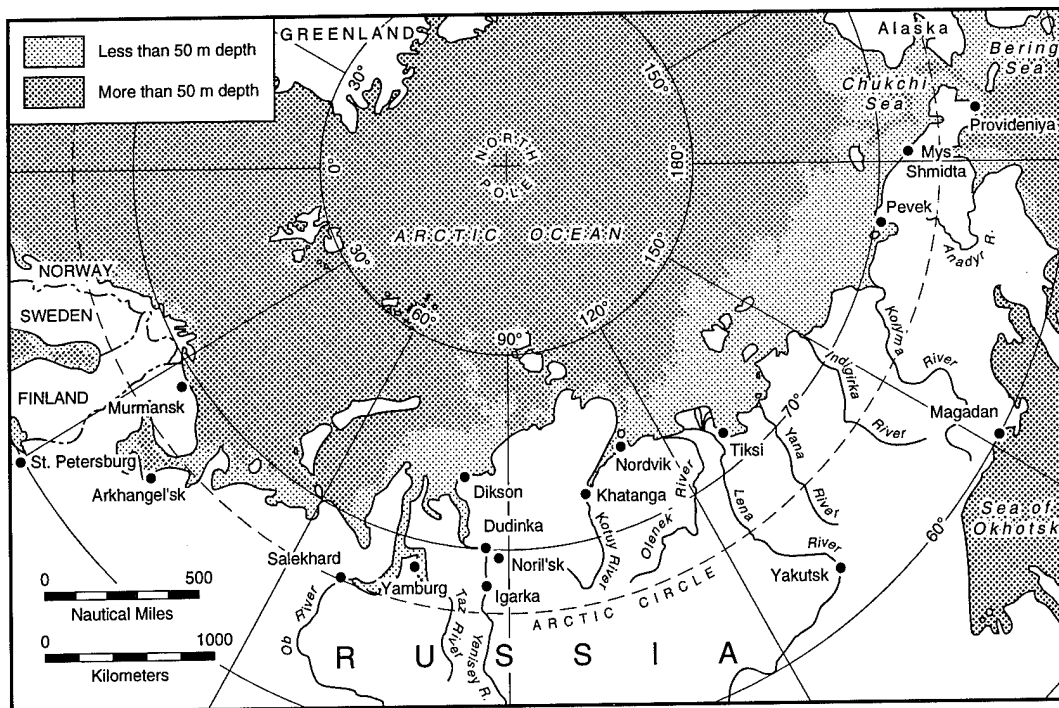 Less than 50 m depth
More than 50 m depth
GREENLAND
Alaska
Bering
Sea
Chukchi
Sea
Provideniya
Mys
Shmidta
Pevek
Anadyr R.
30°
0°
30°
60°
90°
120°
150°
180°
150°
NORTH
POLE
ARCTIC OCEAN
NORWAY
SWEDEN
FINLAND
Murmansk
St. Petersburg
Arkhangel'sk
Kolyma
River
Indigirka
River
Magadan
70°
60°
Sea of
Okhotsk
Nordvik
Tiksi
Yana
River
Dikson
Khatanga
Olenek
River
Lena
River
Kotuy River
Dudinka
Noril'sk
Igarka
Salekhard
Yamburg
Yakutsk
ARCTIC CIRCLE
Ob
River
Taz
River
Yenisey R.
RUSSIA
0 500
Nautical Miles
0 1000
Kilometers